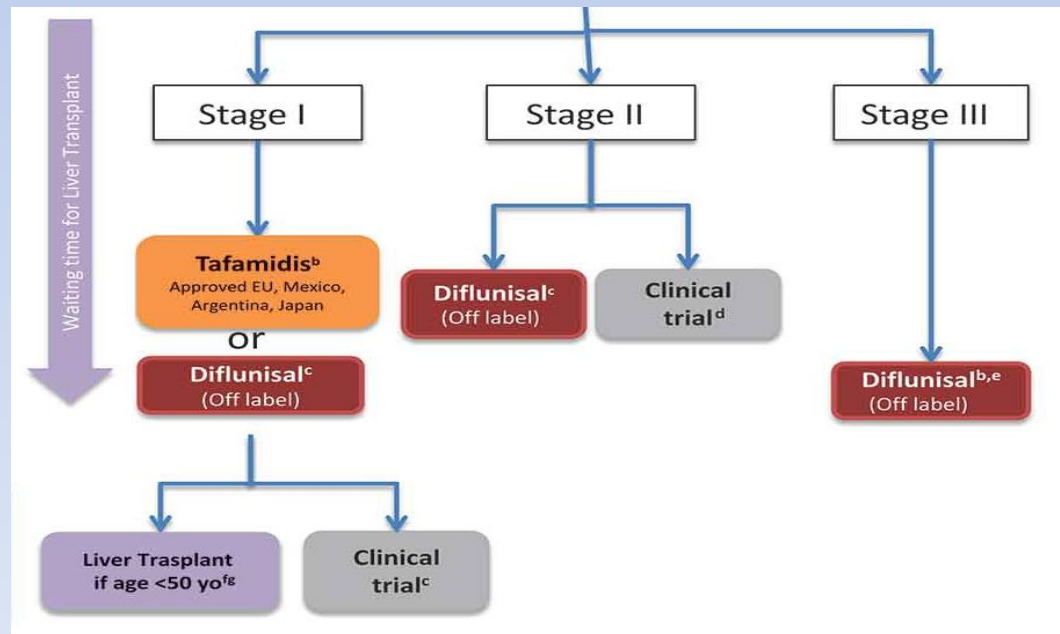 Waiting time for Liver Transplant
Stage I
Stage II
Stage III
Tafamidisᵇ
Approved EU, Mexico,
Argentina, Japan
or
Diflunisalᶜ
(Off label)
Diflunisalᶜ
(Off label)
Clinical
trialᵈ
Diflunisalᵇ,ᵉ
(Off label)
Liver Trasplant
if age <50 yoᶠᵍ
Clinical
trialᶜ